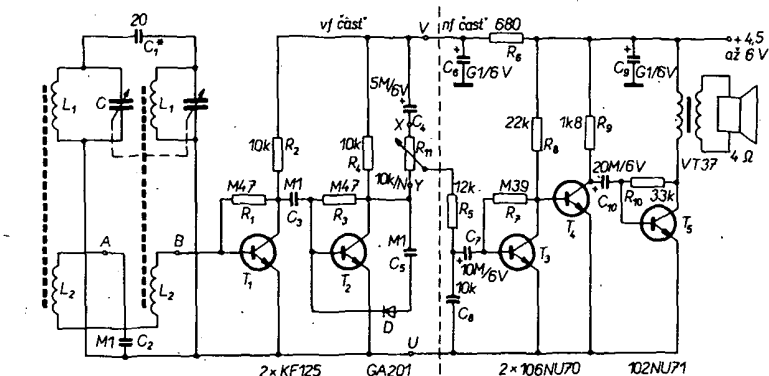 vf časť V nf časť 680
20
C1*
R6
+ 4,5
až 6 V
C6 G1/6 V
C9 G1/6V
5M/6V
C4
X
L1 C L1
10k R2
10k R4
R11
10k/N Y
22k R8
1k8 R9
VT37
4 Ω
M47
R1
M1
C3
M47
R3
12k
R5
M39
R7
20M/6V
C10
R10 33k
T4
T5
A B
T1
T2
M1
C5
C7
10M/6V
T3
L2 L2
10k
C8
D
M1 C2
U
2×KF125 GA201 2×106NU70 102NU71